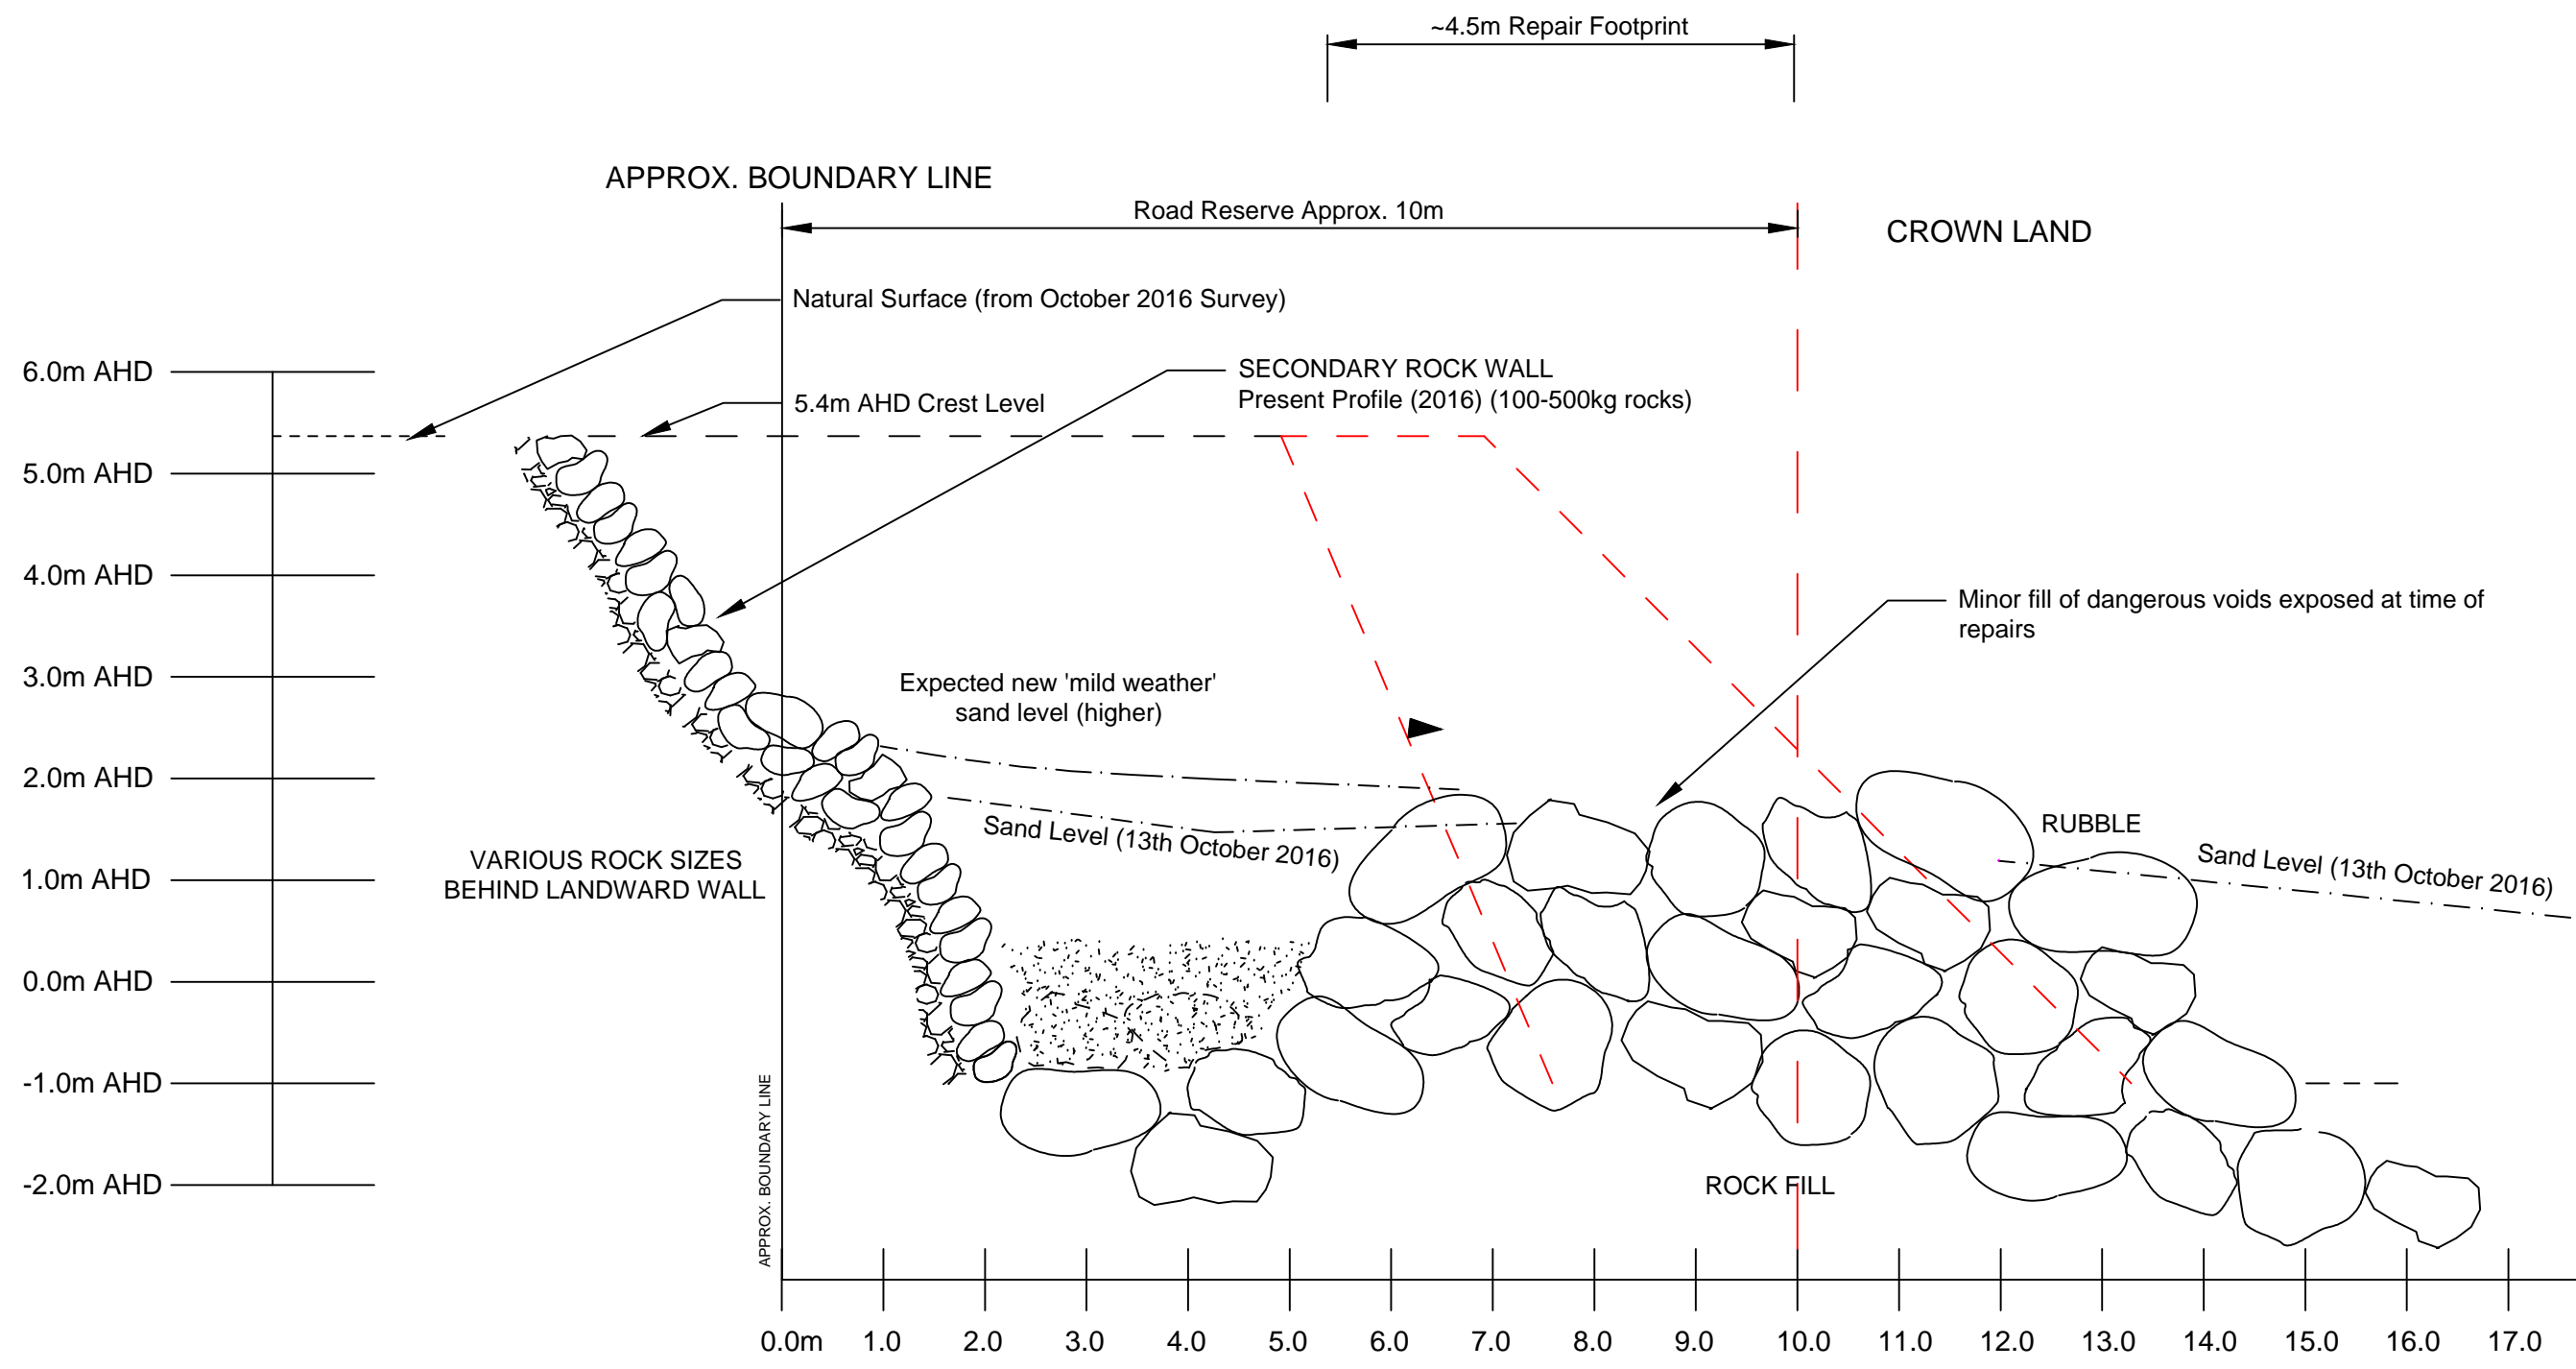 ~4.5m Repair Footprint
APPROX. BOUNDARY LINE
Road Reserve Approx. 10m
CROWN LAND
Natural Surface (from October 2016 Survey)
6.0m AHD
SECONDARY ROCK WALL
Present Profile (2016) (100-500kg rocks)
5.4m AHD Crest Level
5.0m AHD
4.0m AHD
Minor fill of dangerous voids exposed at time of
repairs
3.0m AHD
Expected new 'mild weather'
sand level (higher)
2.0m AHD
Sand Level (13th October 2016)
RUBBLE
Sand Level (13th October 2016)
VARIOUS ROCK SIZES
BEHIND LANDWARD WALL
1.0m AHD
0.0m AHD
-1.0m AHD
APPROX. BOUNDARY LINE
-2.0m AHD
ROCK FILL
0.0m 1.0 2.0 3.0 4.0 5.0 6.0 7.0 8.0 9.0 10.0 11.0 12.0 13.0 14.0 15.0 16.0 17.0